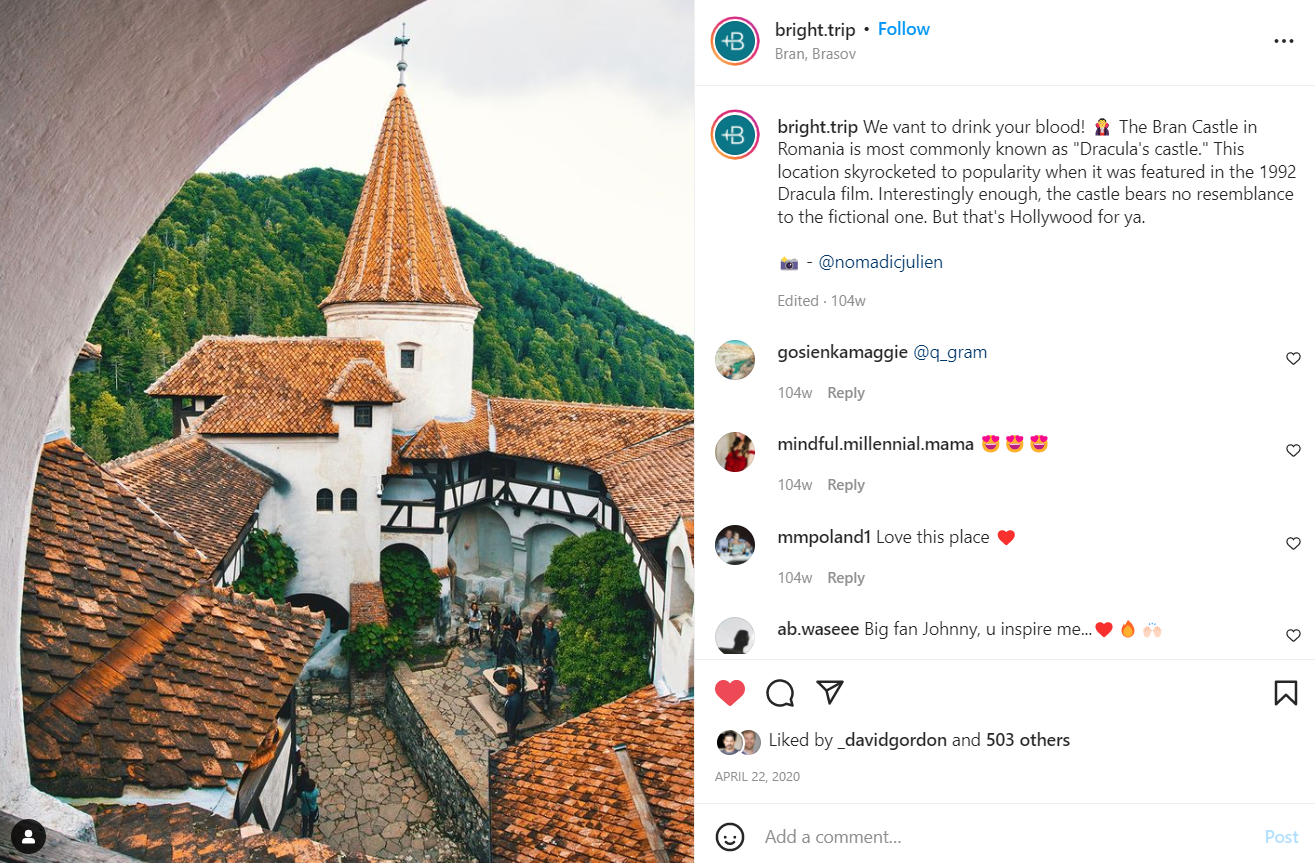 bright.trip • Follow
Bran, Brasov
bright.trip We vant to drink your blood! 🧛 The Bran Castle in
Romania is most commonly known as "Dracula's castle." This
location skyrocketed to popularity when it was featured in the 1992
Dracula film. Interestingly enough, the castle bears no resemblance
to the fictional one. But that's Hollywood for ya.
📸 - @nomadicjulien
Edited · 104w
gosienkamaggie @q_gram
104w Reply
mindful.millennial.mama 😍 😍 😍
104w Reply
mmpoland1 Love this place ❤️
104w Reply
ab.waseee Big fan Johnny, u inspire me...❤️ 🔥 🙌🏻
Liked by _davidgordon and 503 others
APRIL 22, 2020
Add a comment...
Post